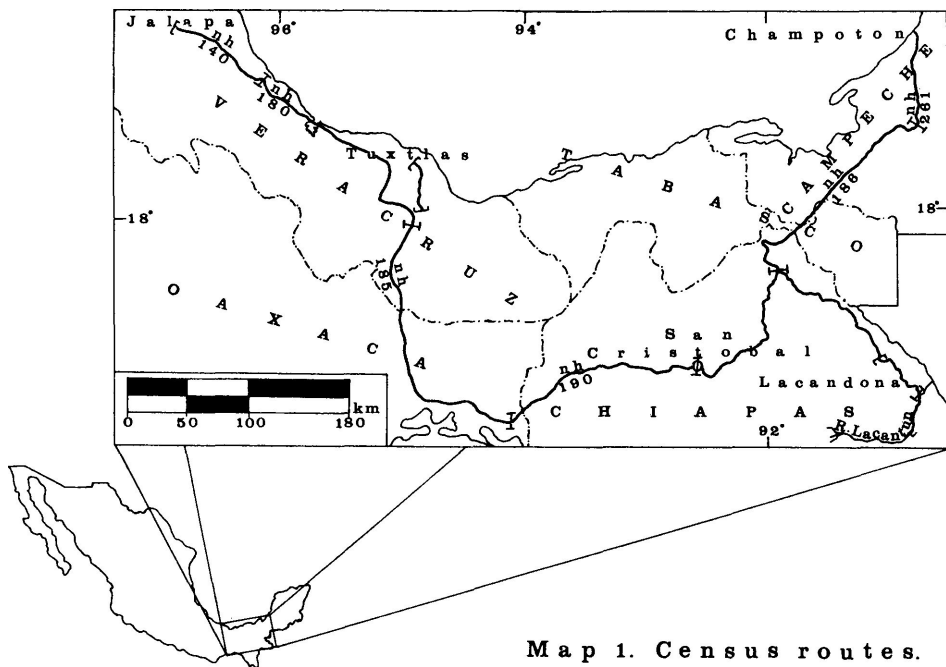 Jalapa
96
94
Champoton
nh
140
nh
180
nh
1261
VERACRUZ
Tuxtlas
TABASCO
CAMPECHE
nh
186
18°
18°
nh
185
OAXACA
San
Cristobal
nh
190
Lacandona
CHIAPAS
R. Lacantun
92
0 50 100 180
km
Map 1. Census routes.